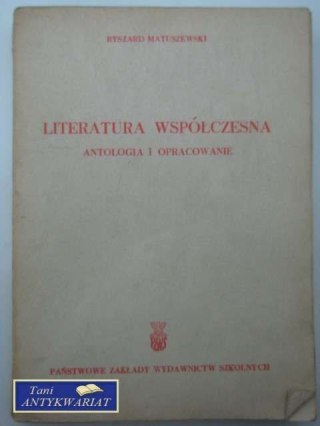 RYSZARD MATUSZEWSKI
LITERATURA WSPÓŁCZESNA
ANTOLOGIA I OPRACOWANIE
PAŃSTWOWE ZAKŁADY WYDAWNICTW SZKOLNYCH
Tani
ANTYKWARIAT